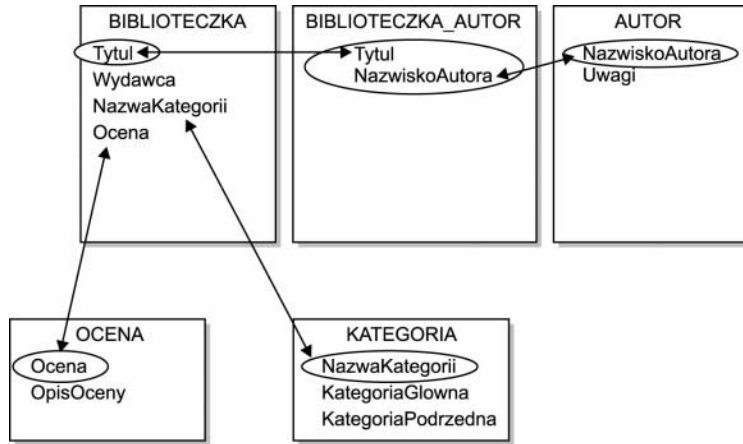 BIBLIOTECZKA
Tytul
Wydawca
NazwaKategorii
Ocena
BIBLIOTECZKA_AUTOR
Tytul
NazwiskoAutora
AUTOR
NazwiskoAutora
Uwagi
OCENA
Ocena
OpisOceny
KATEGORIA
NazwaKategorii
KategoriaGlowna
KategoriaPodrzedna